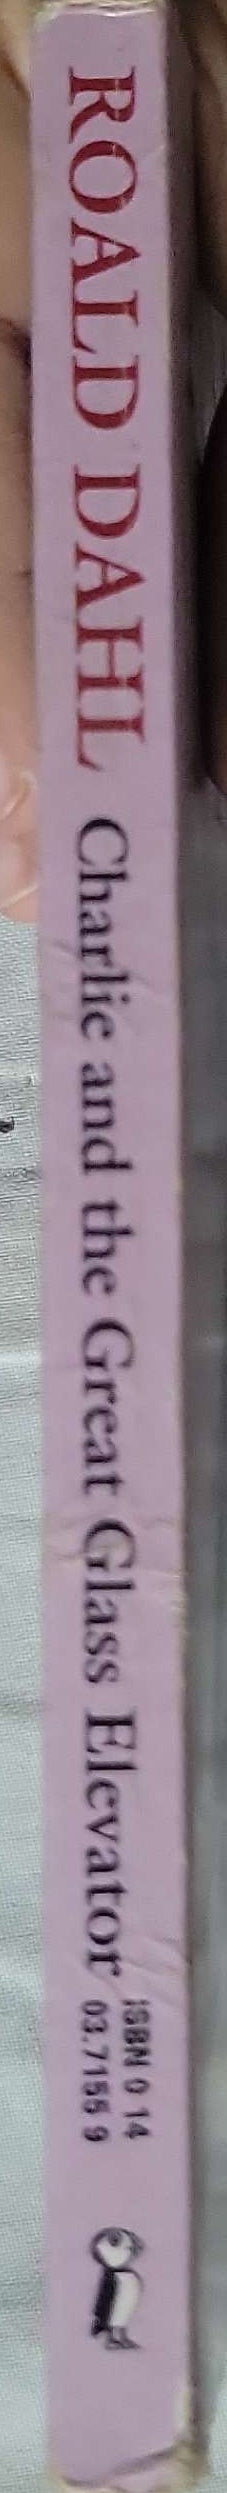 ROALD DAHL Charlie and the Great Glass Elevator
ISBN 0 14
03.7155 9